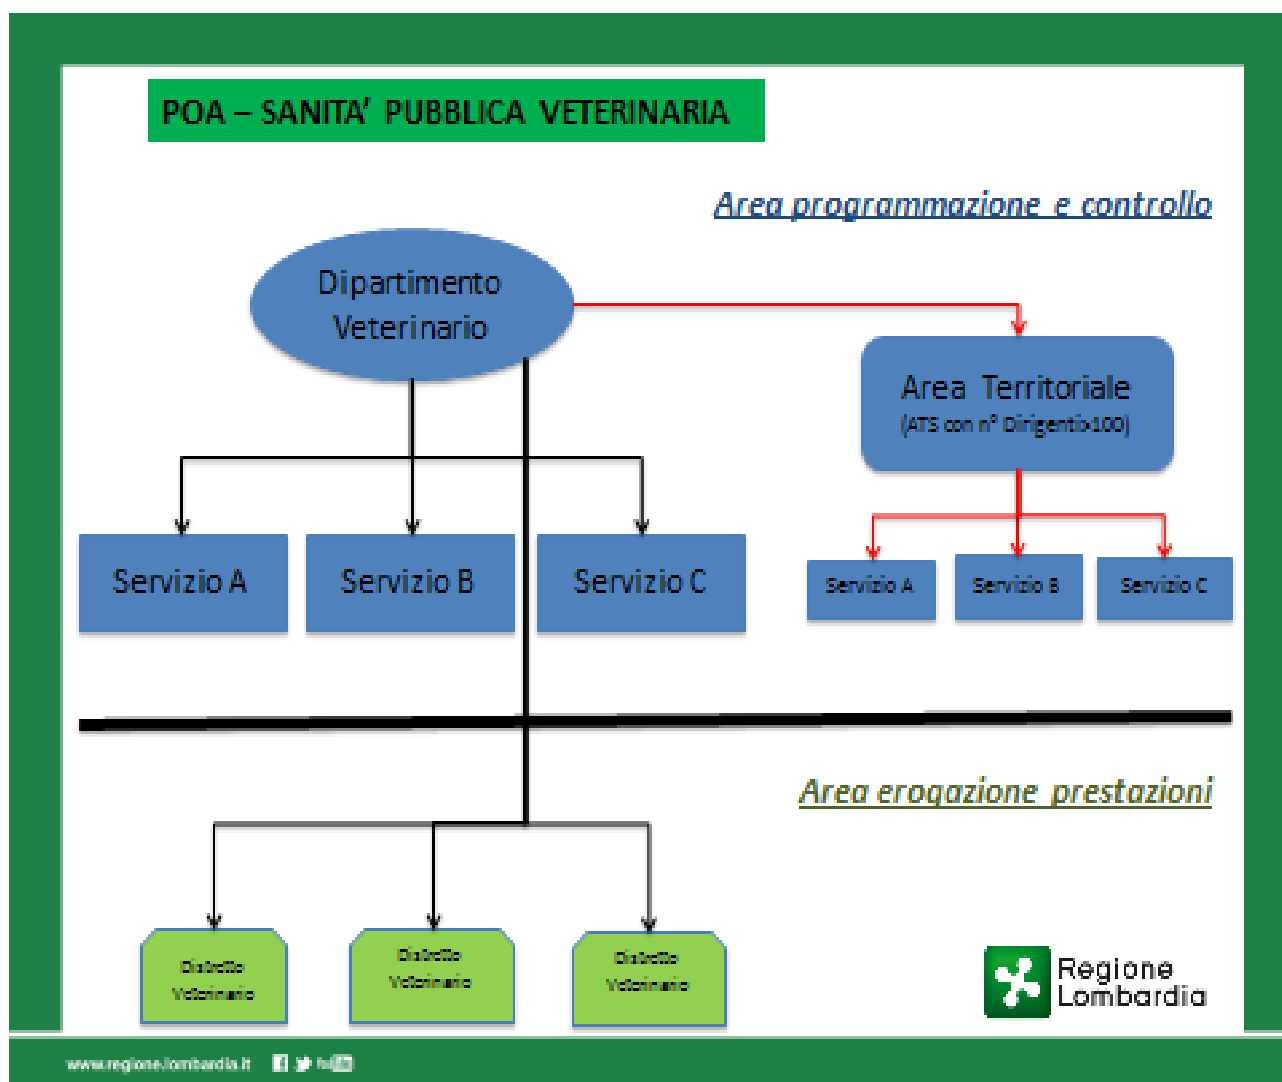 POA – SANITA’ PUBBLICA VETERINARIA
Area programmazione e controllo
Dipartimento
Veterinario
Area Territoriale
(ATS con n° Dirigenti>100)
Servizio A
Servizio B
Servizio C
Servizio A
Servizio B
Servizio C
Area erogazione prestazioni
Distretto
Veterinario
Distretto
Veterinario
Distretto
Veterinario
Regione
Lombardia
www.regione.lombardia.it